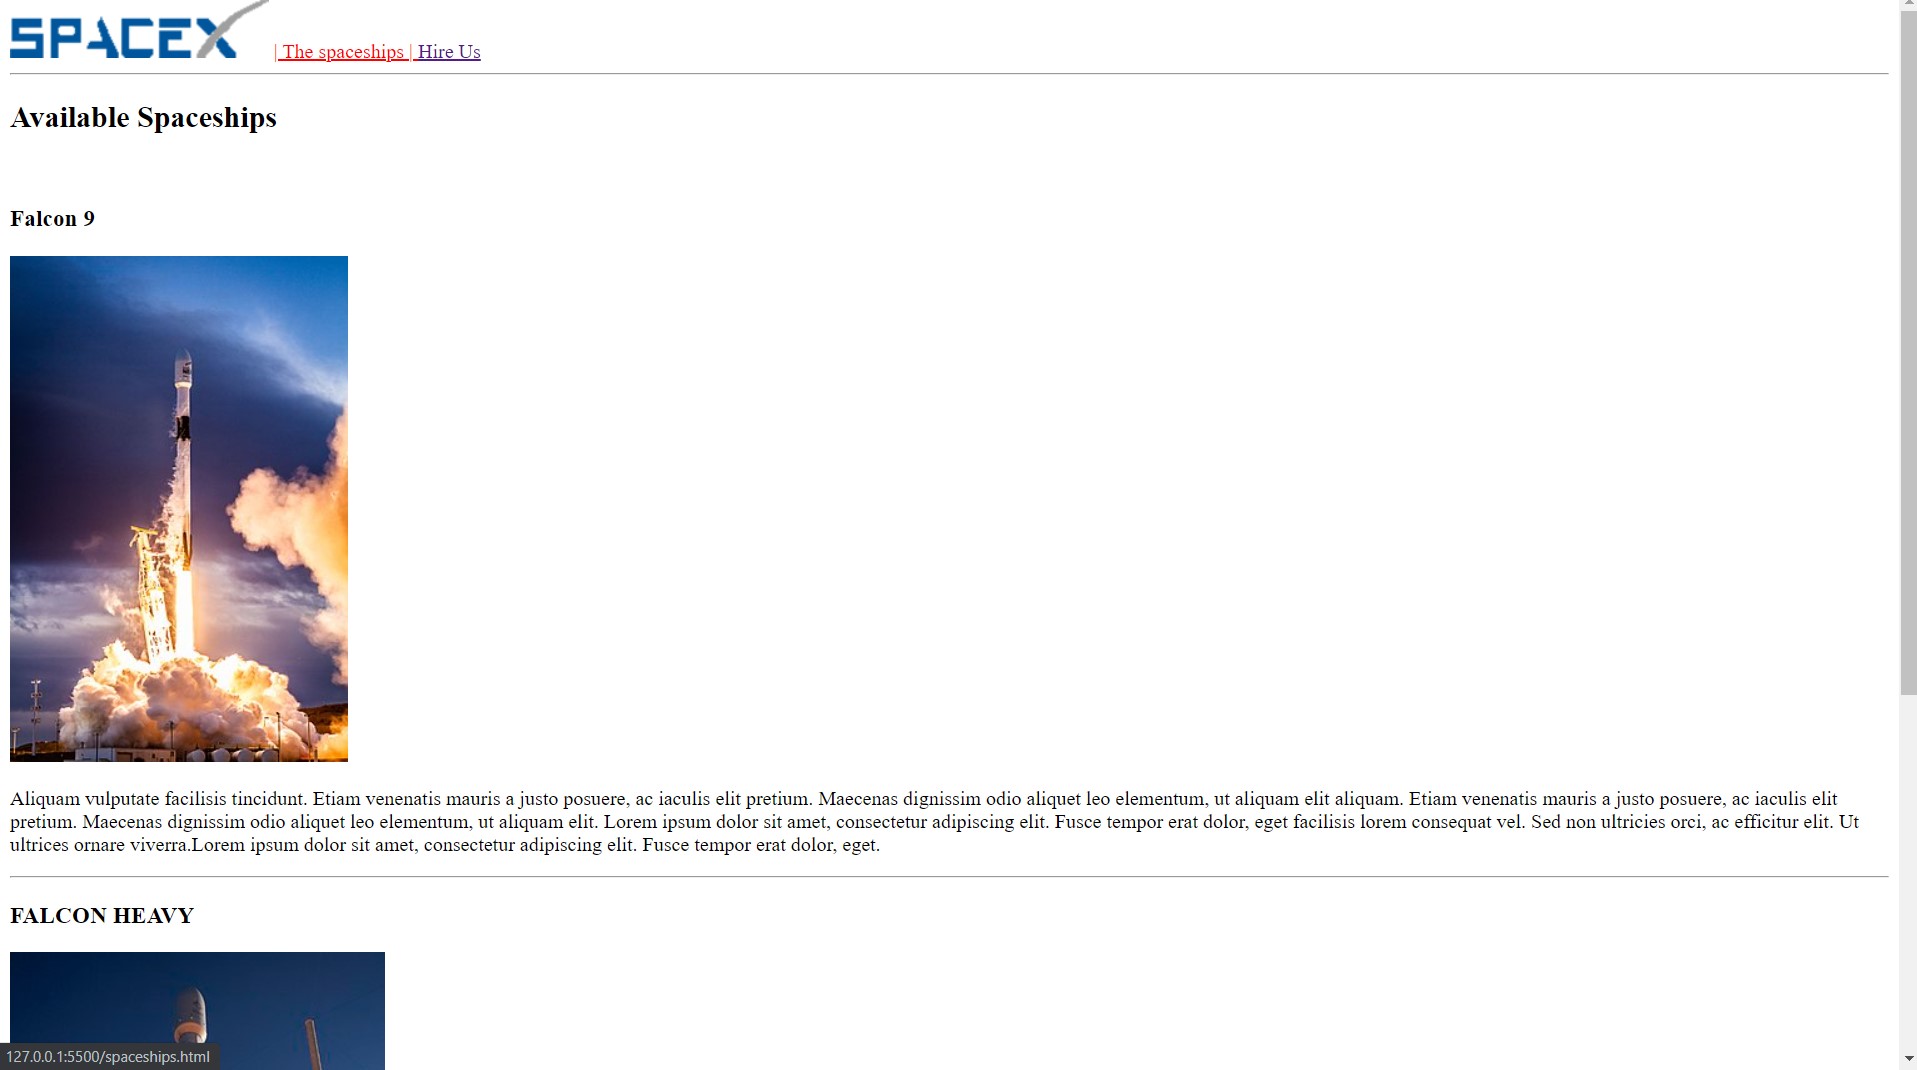 SPACEX | The spaceships | Hire Us
Available Spaceships
Falcon 9
Aliquam vulputate facilisis tincidunt. Etiam venenatis mauris a justo posuere, ac iaculis elit pretium. Maecenas dignissim odio aliquet leo elementum, ut aliquam elit aliquam. Etiam venenatis mauris a justo posuere, ac iaculis elit
pretium. Maecenas dignissim odio aliquet leo elementum, ut aliquam elit. Lorem ipsum dolor sit amet, consectetur adipiscing elit. Fusce tempor erat dolor, eget facilisis lorem consequat vel. Sed non ultricies orci, ac efficitur elit. Ut
ultrices ornare viverra.Lorem ipsum dolor sit amet, consectetur adipiscing elit. Fusce tempor erat dolor, eget.
FALCON HEAVY
127.0.0.1:5500/spaceships.html